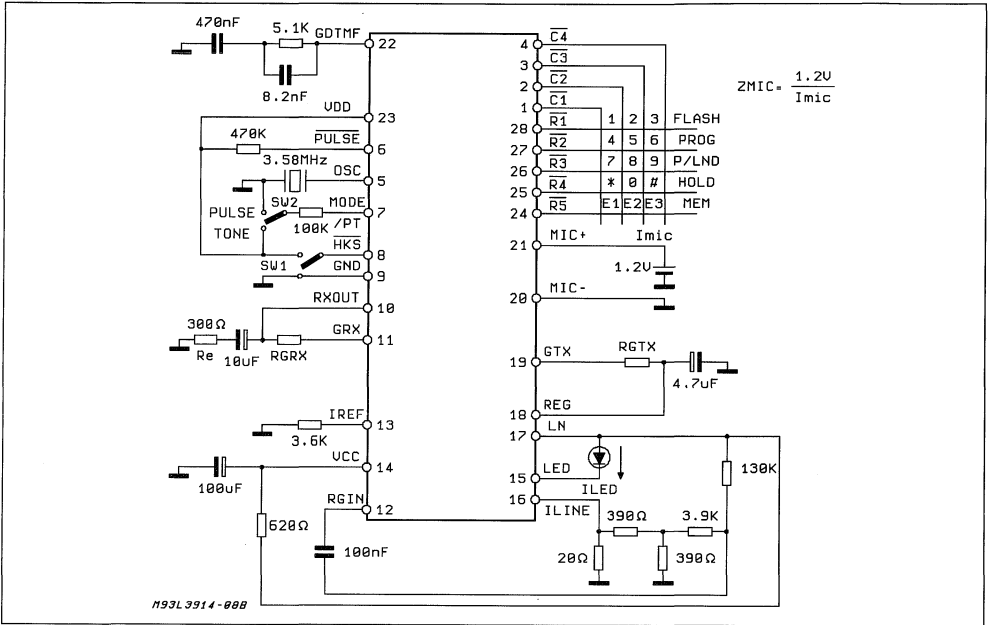 470nF
5.1K
GDTMF
22
8.2nF
VDD
23
470K
PULSE
6
3.58MHz
OSC
5
SW2
PULSE
MODE
7
TONE
100K
/PT
HKS
8
SW1
GND
9
RXOUT
10
300Ω
GRX
11
Re
10uF
RGRX
IREF
13
3.6K
VCC
14
100uF
RGIN
12
620Ω
100nF
M93L3914-08B
4
C4
3
C3
2
C2
1
C1
28
R1
1 2 3 FLASH
27
R2
4 5 6 PROG
26
R3
7 8 9 P/LND
25
R4
* 0 # HOLD
24
R5
E1 E2 E3 MEM
21
MIC+
Imic
1.2V
20
MIC-
19
GTX
RGTX
4.7uF
18
REG
17
LN
15
LED
ILED
130K
16
ILINE
390Ω
3.9K
20Ω
390Ω
ZMIC= 1.2V
Imic